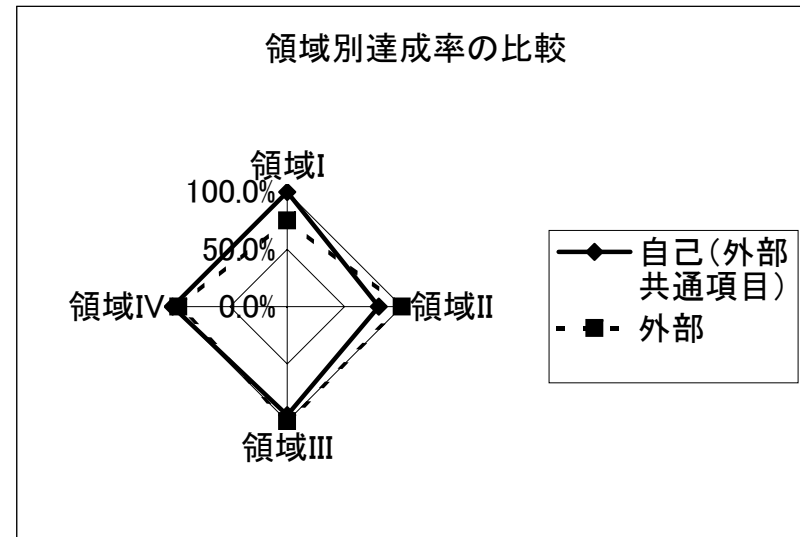 領域別達成率の比較
領域I
100.0%
50.0%
領域IV
0.0%
領域II
領域III
自己(外部
共通項目)
外部